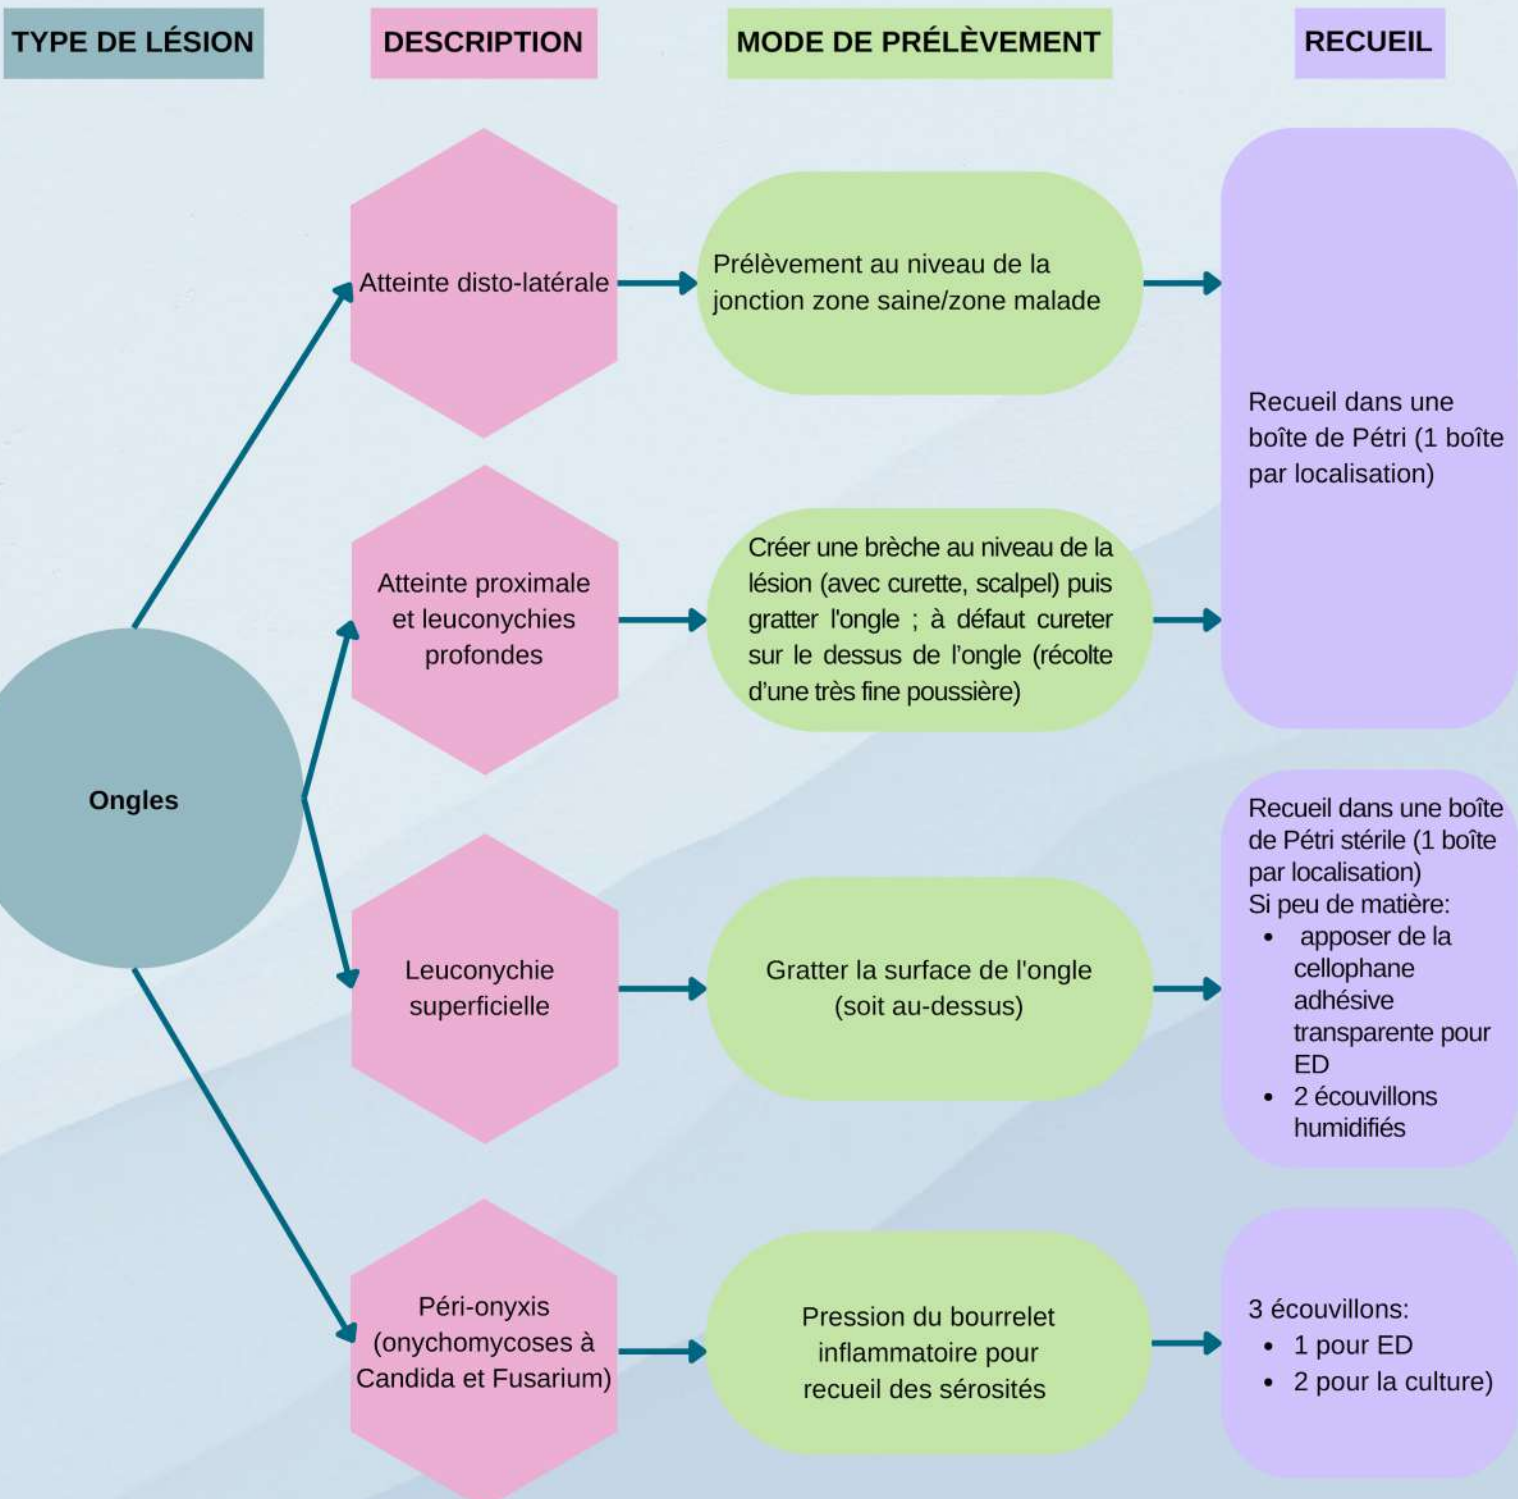 TYPE DE LÉSION
DESCRIPTION
MODE DE PRÉLÈVEMENT
RECUEIL
Ongles
Atteinte disto-latérale
Prélèvement au niveau de la
jonction zone saine/zone malade
Recueil dans une
boîte de Pétri (1 boîte
par localisation)
Atteinte proximale
et leuconychies
profondes
Créer une brèche au niveau de la
lésion (avec curette, scalpel) puis
gratter l'ongle ; à défaut cureter
sur le dessus de l’ongle (récolte
d’une très fine poussière)
Leuconychie
superficielle
Gratter la surface de l'ongle
(soit au-dessus)
Recueil dans une boîte
de Pétri stérile (1 boîte
par localisation)
Si peu de matière:
• apposer de la
cellophane
adhésive
transparente pour
ED
• 2 écouvillons
humidifiés
Péri-onyxis
(onychomycoses à
Candida et Fusarium)
Pression du bourrelet
inflammatoire pour
recueil des sérosités
3 écouvillons:
• 1 pour ED
• 2 pour la culture)